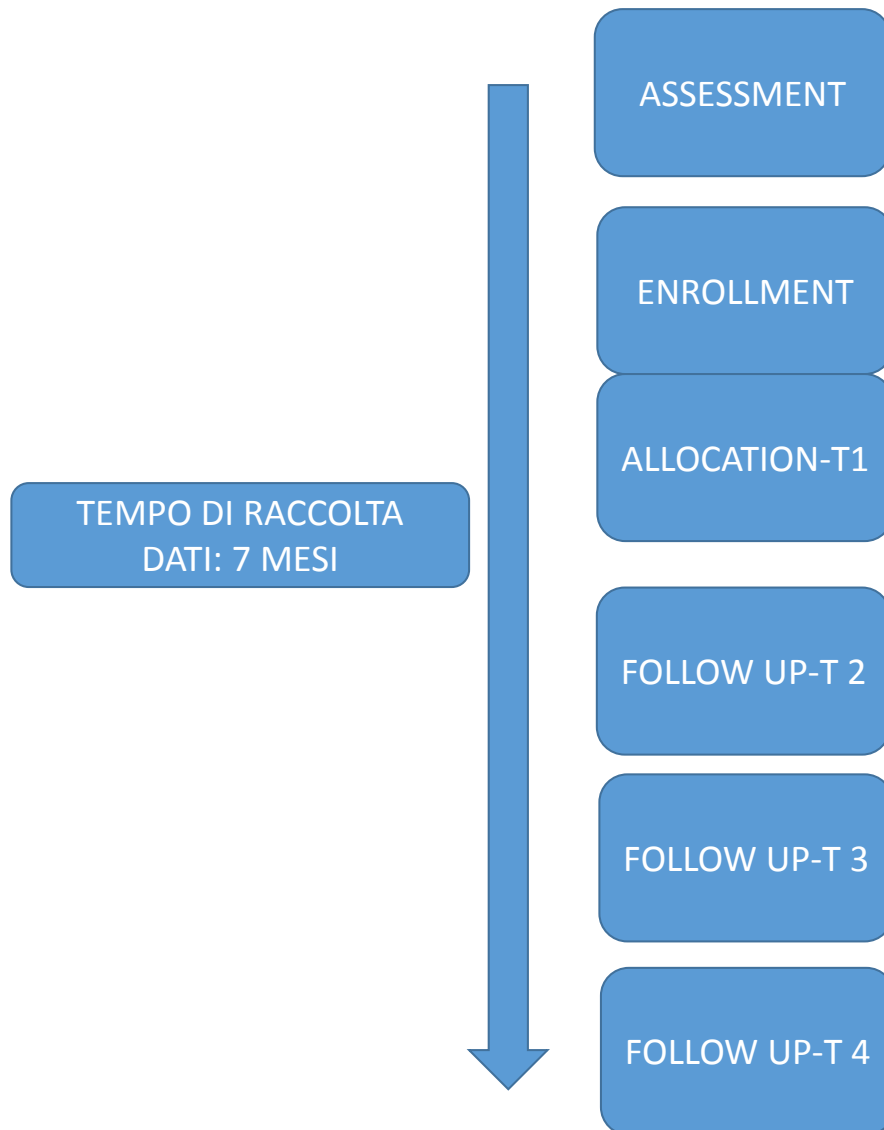 ASSESSMENT
ENROLLMENT
ALLOCATION-T1
TEMPO DI RACCOLTA
DATI: 7 MESI
FOLLOW UP-T 2
FOLLOW UP-T 3
FOLLOW UP-T 4